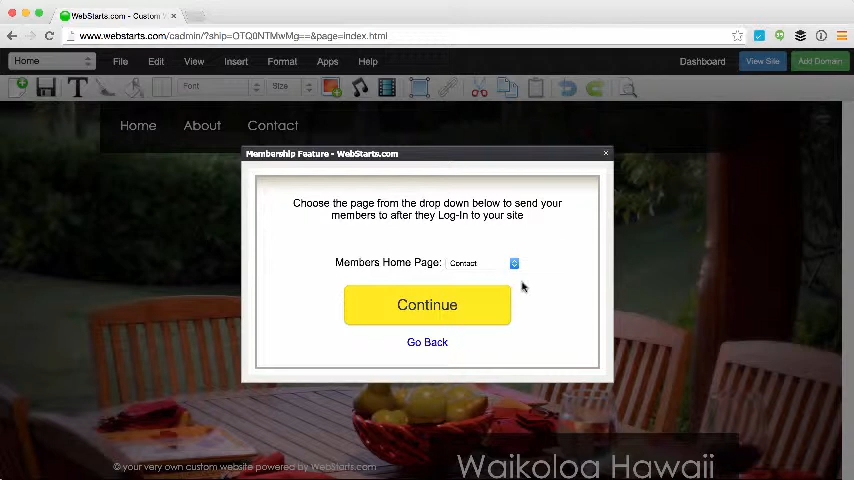 WebStarts.com - Custom
www.webstarts.com/cadmin/?ship=OTQ0NTMwMg==&page=index.html
Home File Edit View Insert Format Apps Help Dashboard View Site Add Domain
Font Size
Home About Contact
Membership Feature - WebStarts.com
Choose the page from the drop down below to send your
members to after they Log-In to your site
Members Home Page: Contact
Continue
Go Back
© your very own custom website powered by WebStarts.com
Waikoloa Hawaii